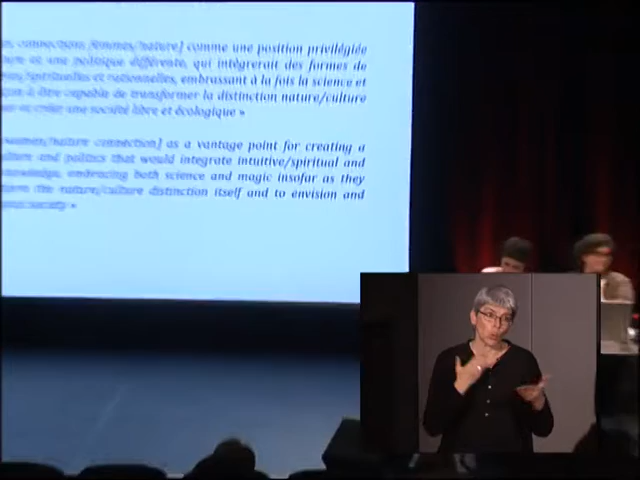 connections femmes/nature] comme une position privilégiée
et une politique différente, qui intégrerait des formes de
spirituelles et rationnelles, embrassant à la fois la science et
à être capable de transformer la distinction nature/culture
et créer une société libre et écologique »
women/nature connection] as a vantage point for creating a
and politics that would integrate intuitive/spiritual and
embracing both science and magic insofar as they
the nature/culture distinction itself and to envision and
society »